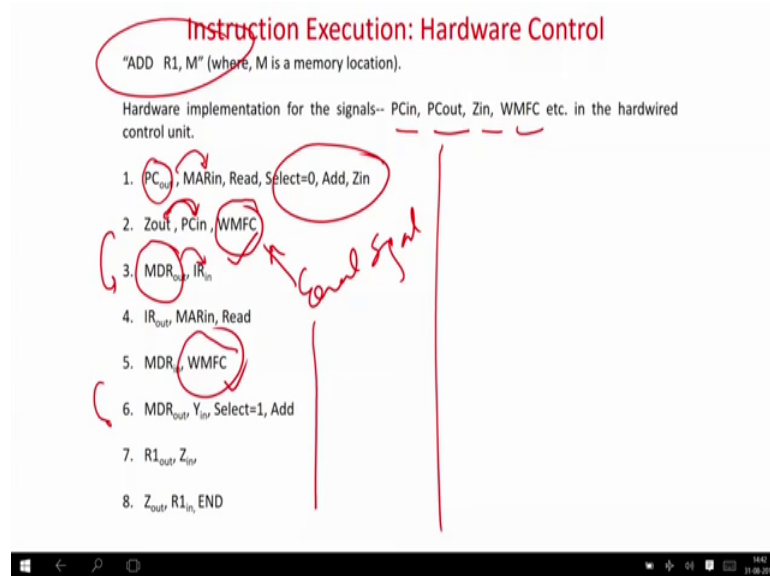 Instruction Execution: Hardware Control
“ADD R1, M” (where, M is a memory location).
Hardware implementation for the signals-- PCin, PCout, Zin, WMFC etc. in the hardwired
control unit.
1. PCout, MARin, Read, Select=0, Add, Zin
2. Zout , PCin , WMFC
3. MDRout, IRin
4. IRout, MARin, Read
5. MDRin, WMFC
6. MDRout, Yin, Select=1, Add
7. R1out, Zin,
8. Zout, R1in, END
14:42